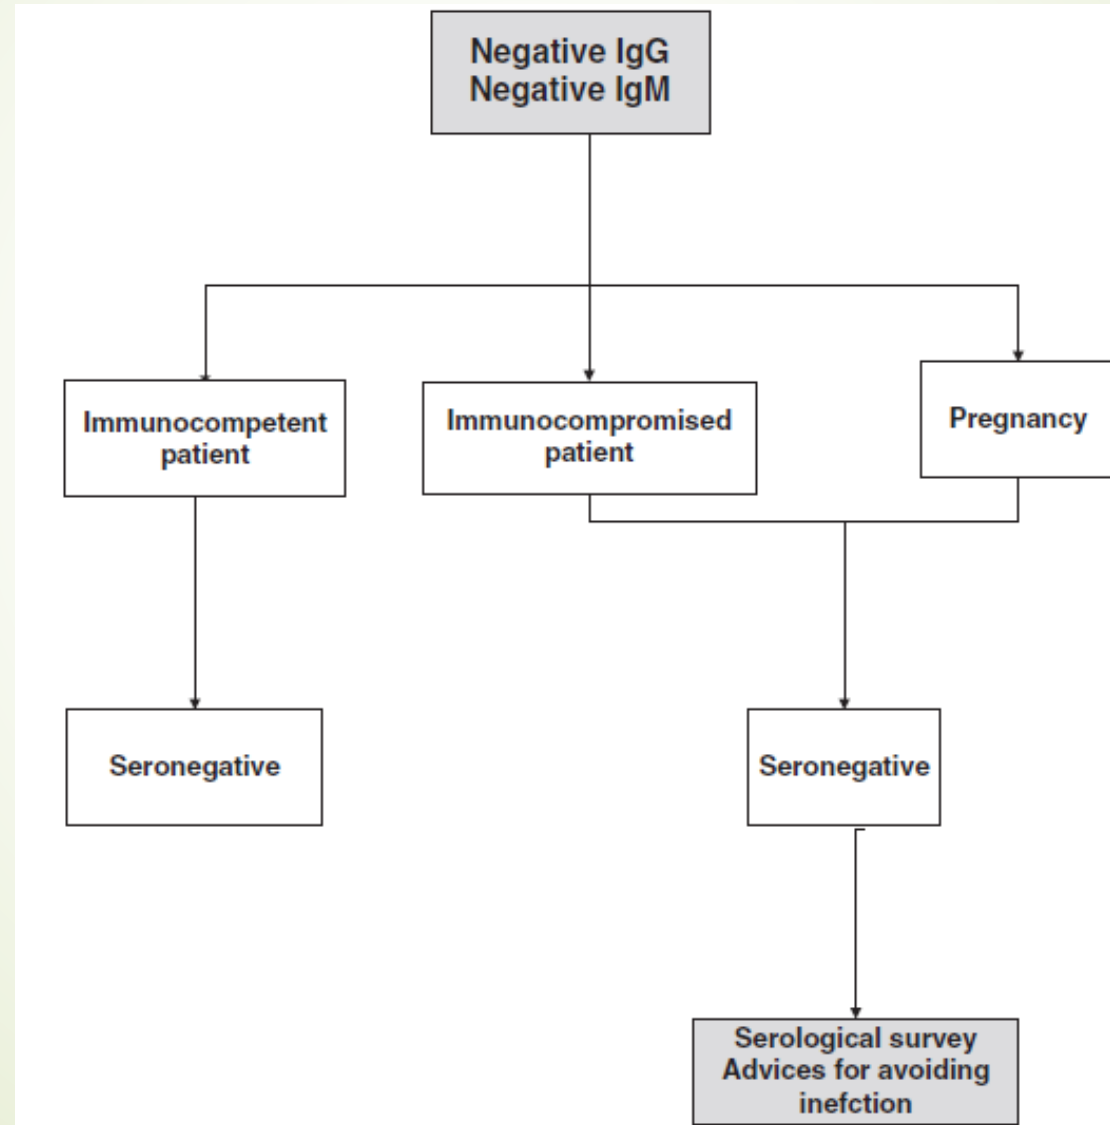 Negative IgG
Negative IgM
Immunocompetent
patient
Immunocompromised
patient
Pregnancy
Seronegative
Seronegative
Serological survey
Advices for avoiding
inefction